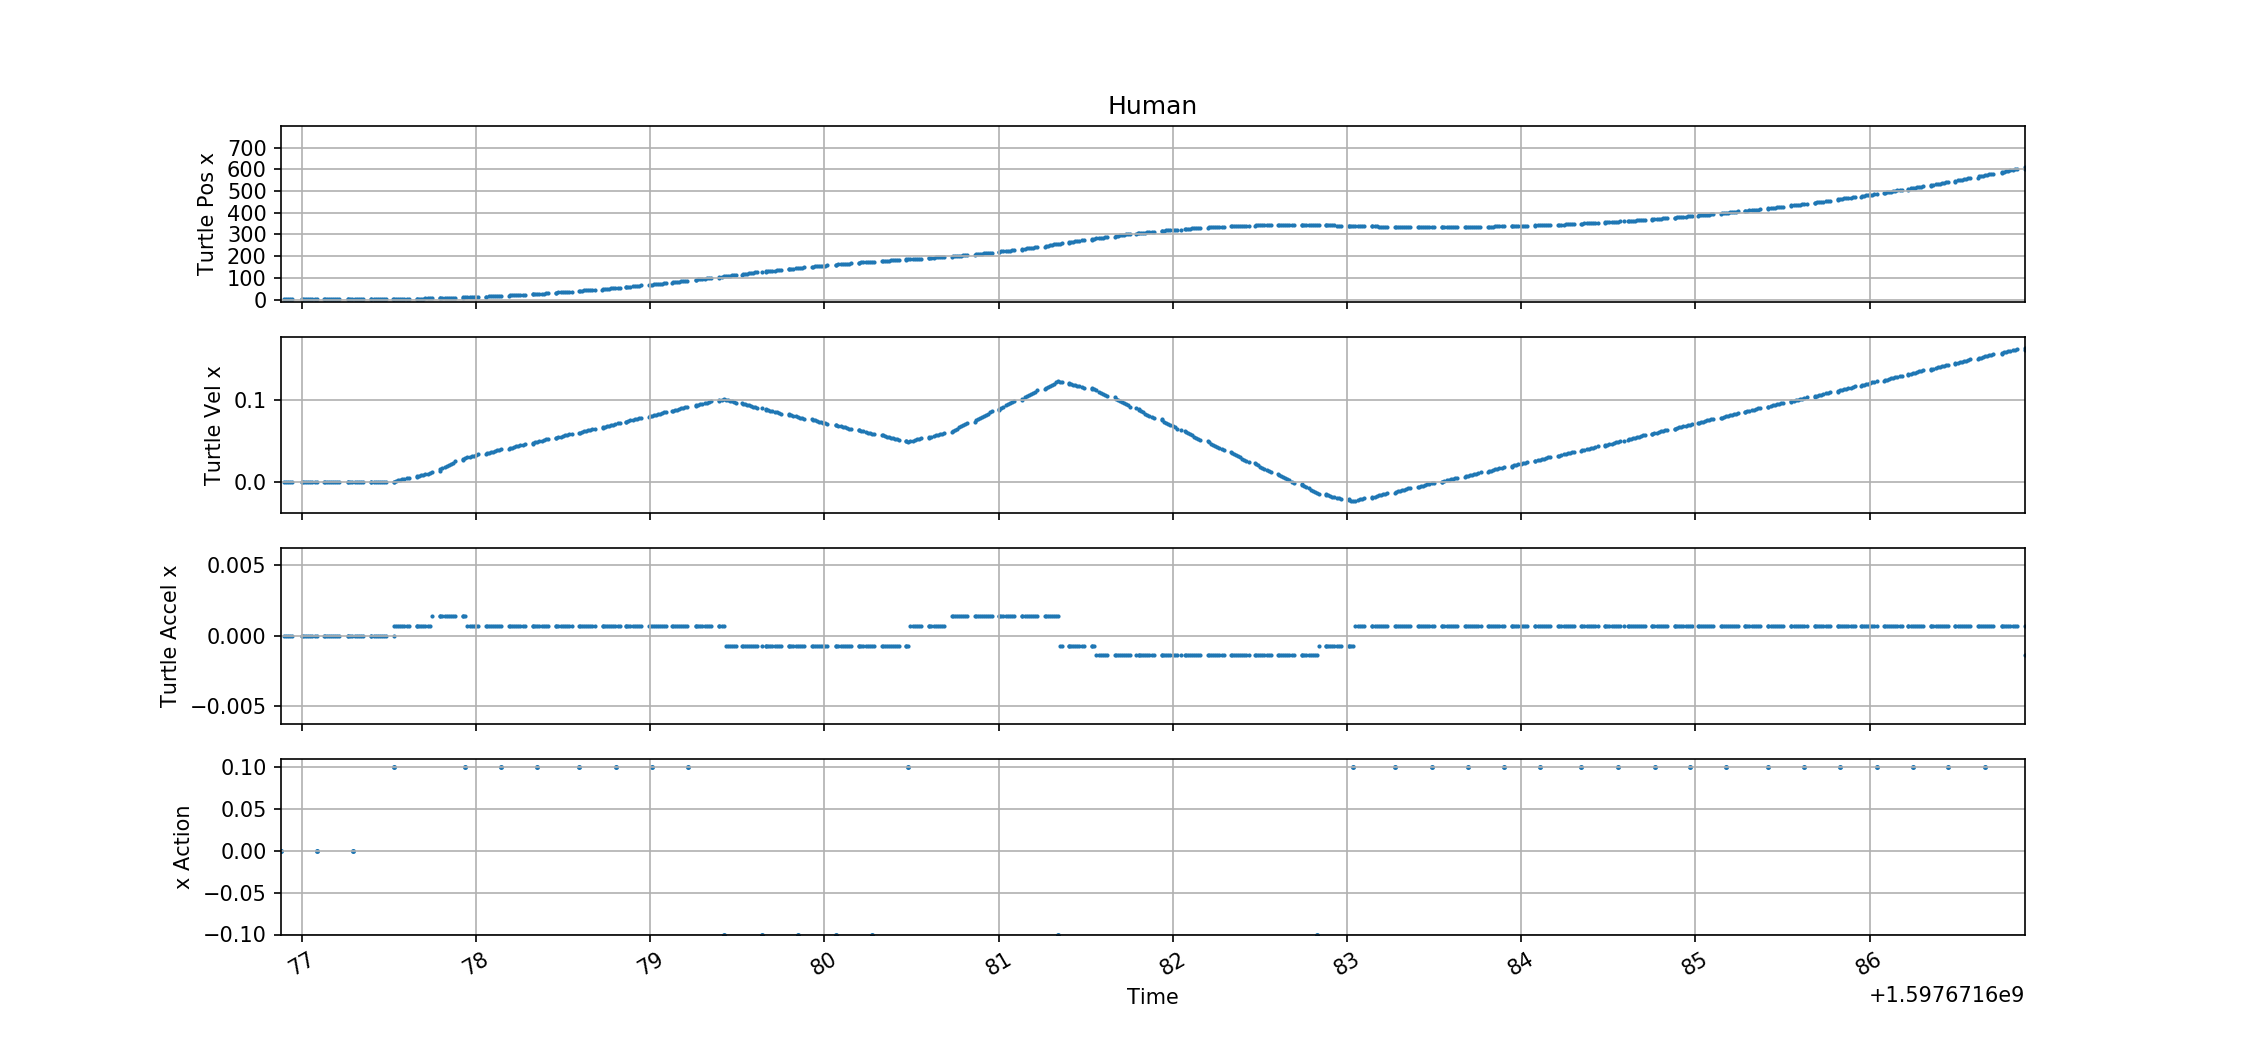 Human
Turtle Pos x
700
600
500
400
300
200
100
0
Turtle Vel x
0.1
0.0
Turtle Accel x
0.005
0.000
−0.005
x Action
0.10
0.05
0.00
−0.05
−0.10
77 78 79 80 81 82 83 84 85 86
Time
+1.5976716e9